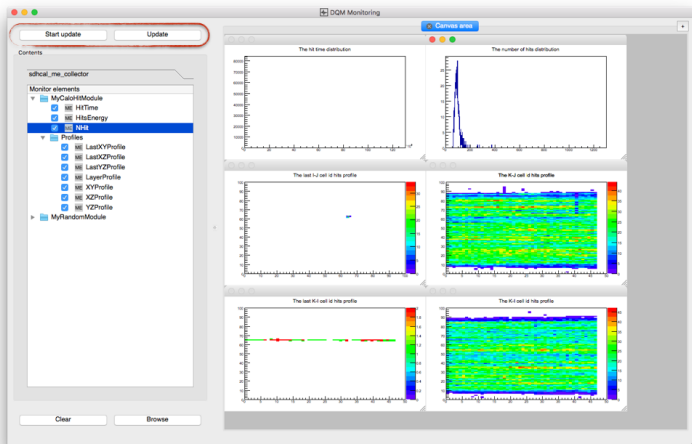 DQM Monitoring
Start update
Update
Canvas area
Contents
sdhcal_me_collector
Monitor elements
MyCaloHitModule
ME HitTime
ME HitsEnergy
ME NHit
Profiles
ME LastXYProfile
ME LastXZProfile
ME LastYZProfile
ME LayerProfile
ME XYProfile
ME XZProfile
ME YZProfile
MyRandomModule
Clear
Browse
The hit time distribution
The number of hits distribution
The last I-J cell id hits profile
The K-J cell id hits profile
The last K-I cell id hits profile
The K-I cell id hits profile